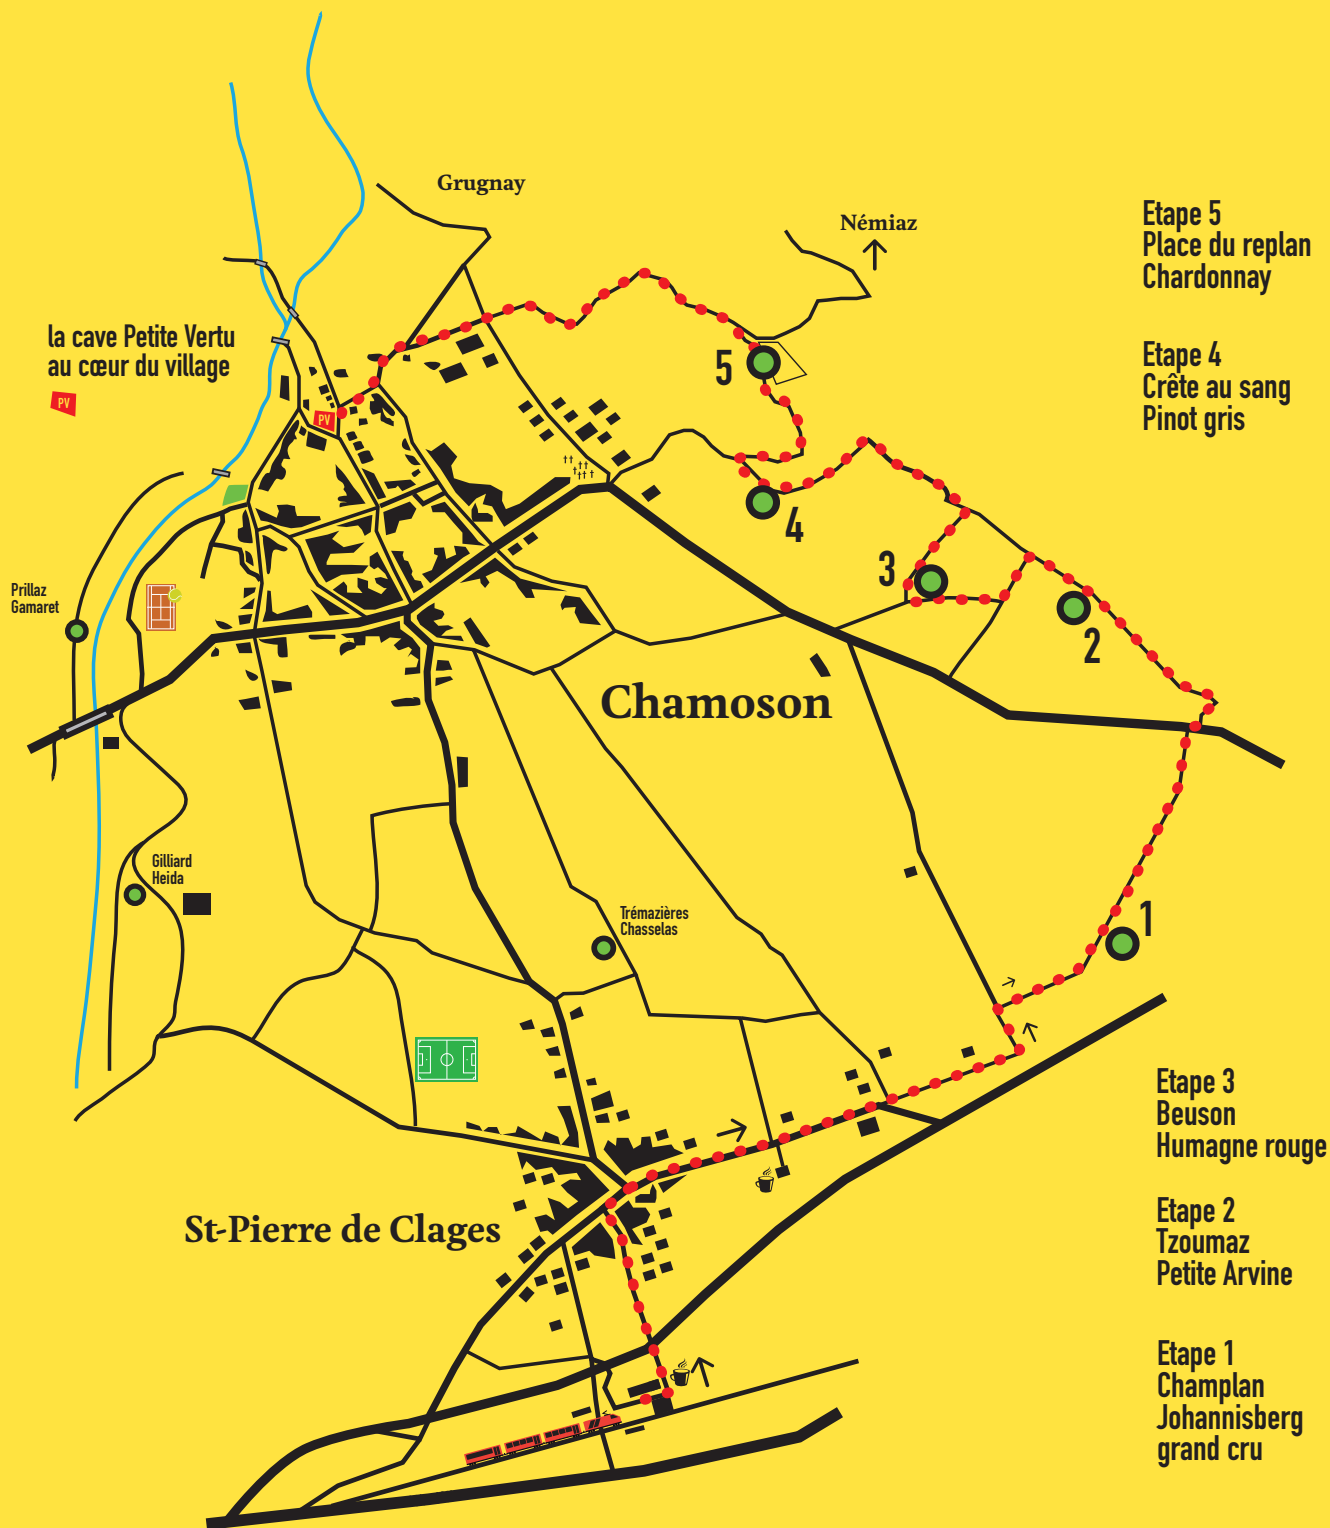 Grugnay
Némiaz
Etape 5
Place du replan
Chardonnay
la cave Petite Vertu
au cœur du village
PV
Etape 4
Crête au sang
Pinot gris
5
PV
4
3
Prillaz
Gamaret
2
Chamoson
Gilliard
Heida
Trémazières
Chasselas
1
Etape 3
Beuson
Humagne rouge
Etape 2
Tzoumaz
Petite Arvine
St-Pierre de Clages
Etape 1
Champlan
Johannisberg
grand cru